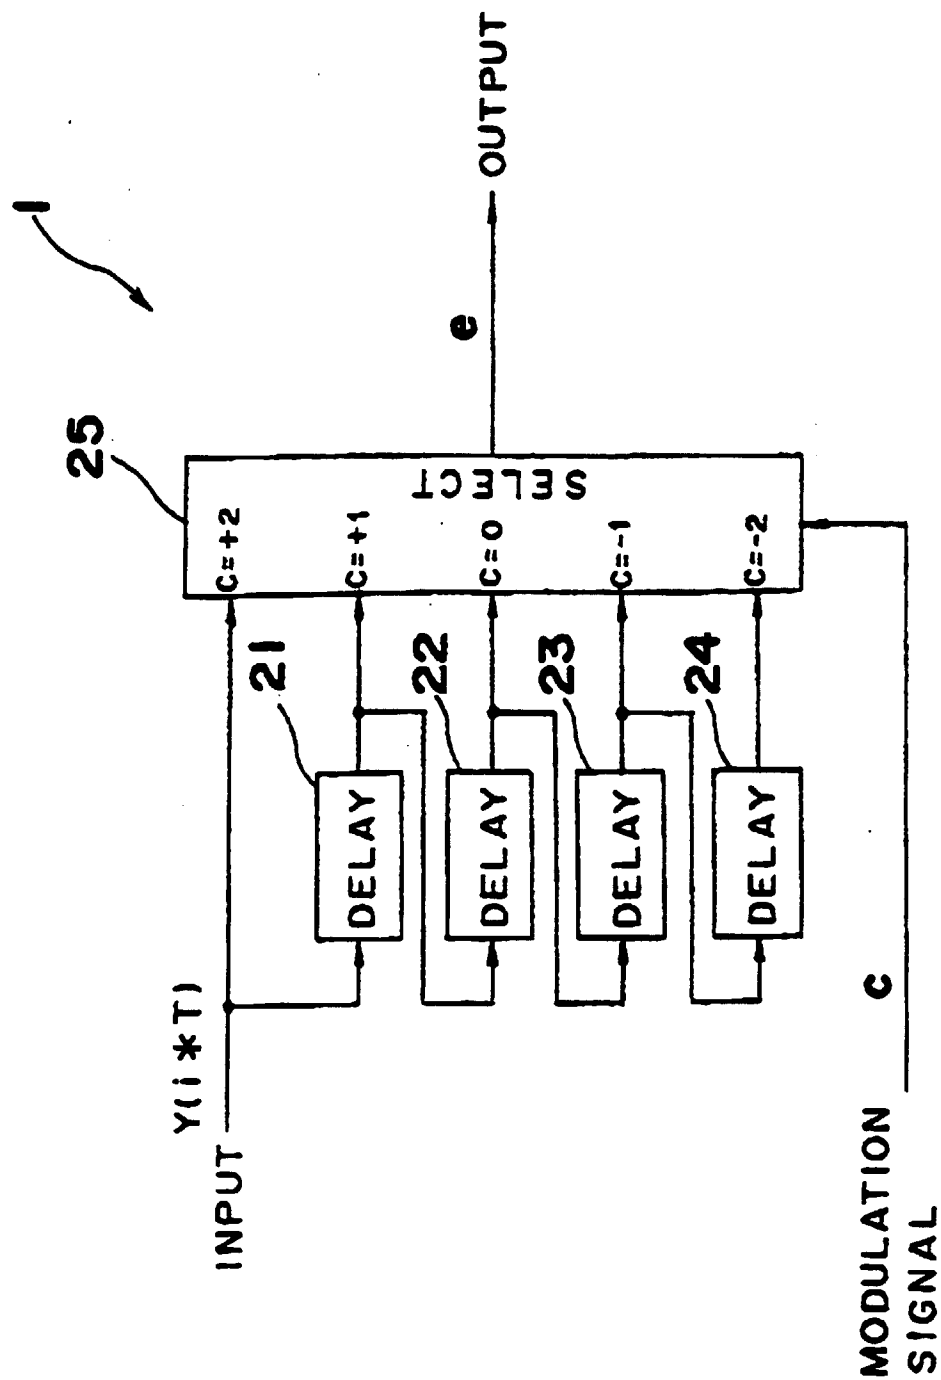 1
25
C=+2
C=+1
C=0
C=-1
C=-2
SELECT
e
OUTPUT
21
22
23
24
DELAY
DELAY
DELAY
DELAY
Y(i*T)
INPUT
c
MODULATION
SIGNAL